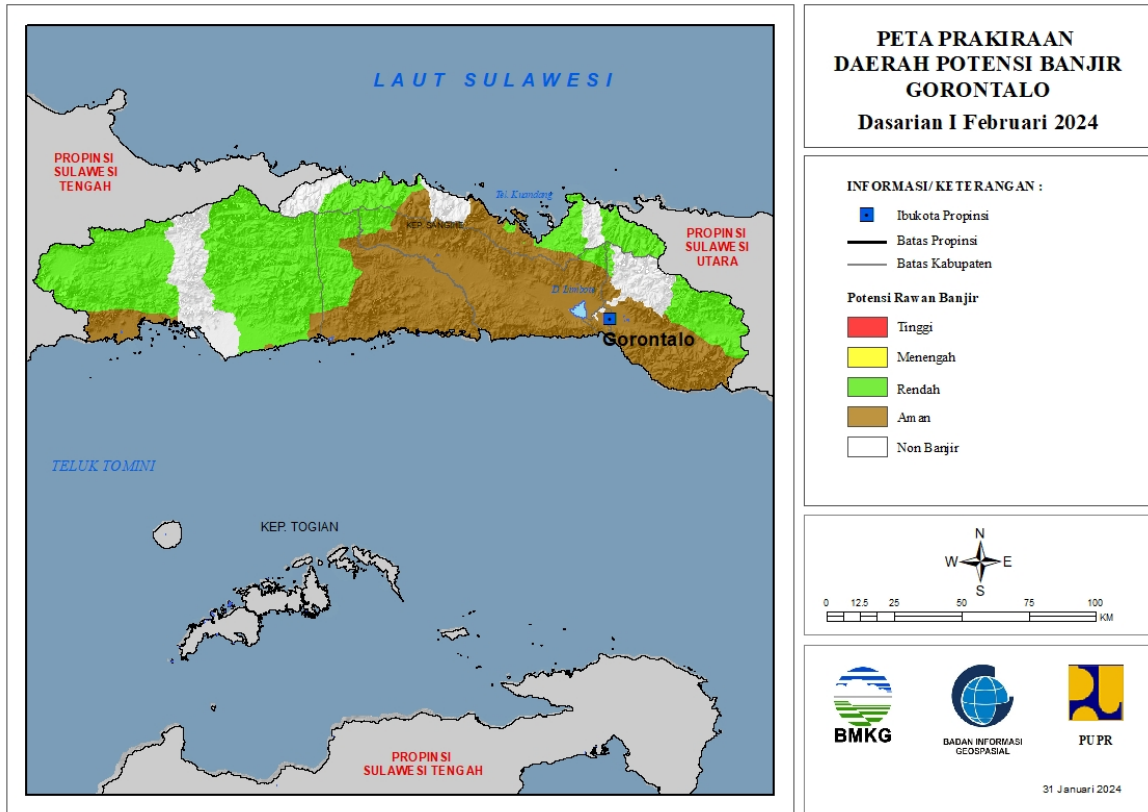 LAUT SULAWESI
PROPINSI
SULAWESI
TENGAH
Tel. Kuandang
KEP. SANGIHE
PROPINSI
SULAWESI
UTARA
D. Limboto
Gorontalo
TELUK TOMINI
KEP. TOGIAN
PROPINSI
SULAWESI TENGAH
PETA PRAKIRAAN
DAERAH POTENSI BANJIR
GORONTALO
Dasarian I Februari 2024
INFORMASI/ KETERANGAN :
Ibukota Propinsi
Batas Propinsi
Batas Kabupaten
Potensi Rawan Banjir
Tinggi
Menengah
Rendah
Aman
Non Banjir
N
W
E
S
0 12.5 25 50 75 100
KM
BMKG
BADAN INFORMASI
GEOSPASIAL
PUPR
31 Januari 2024